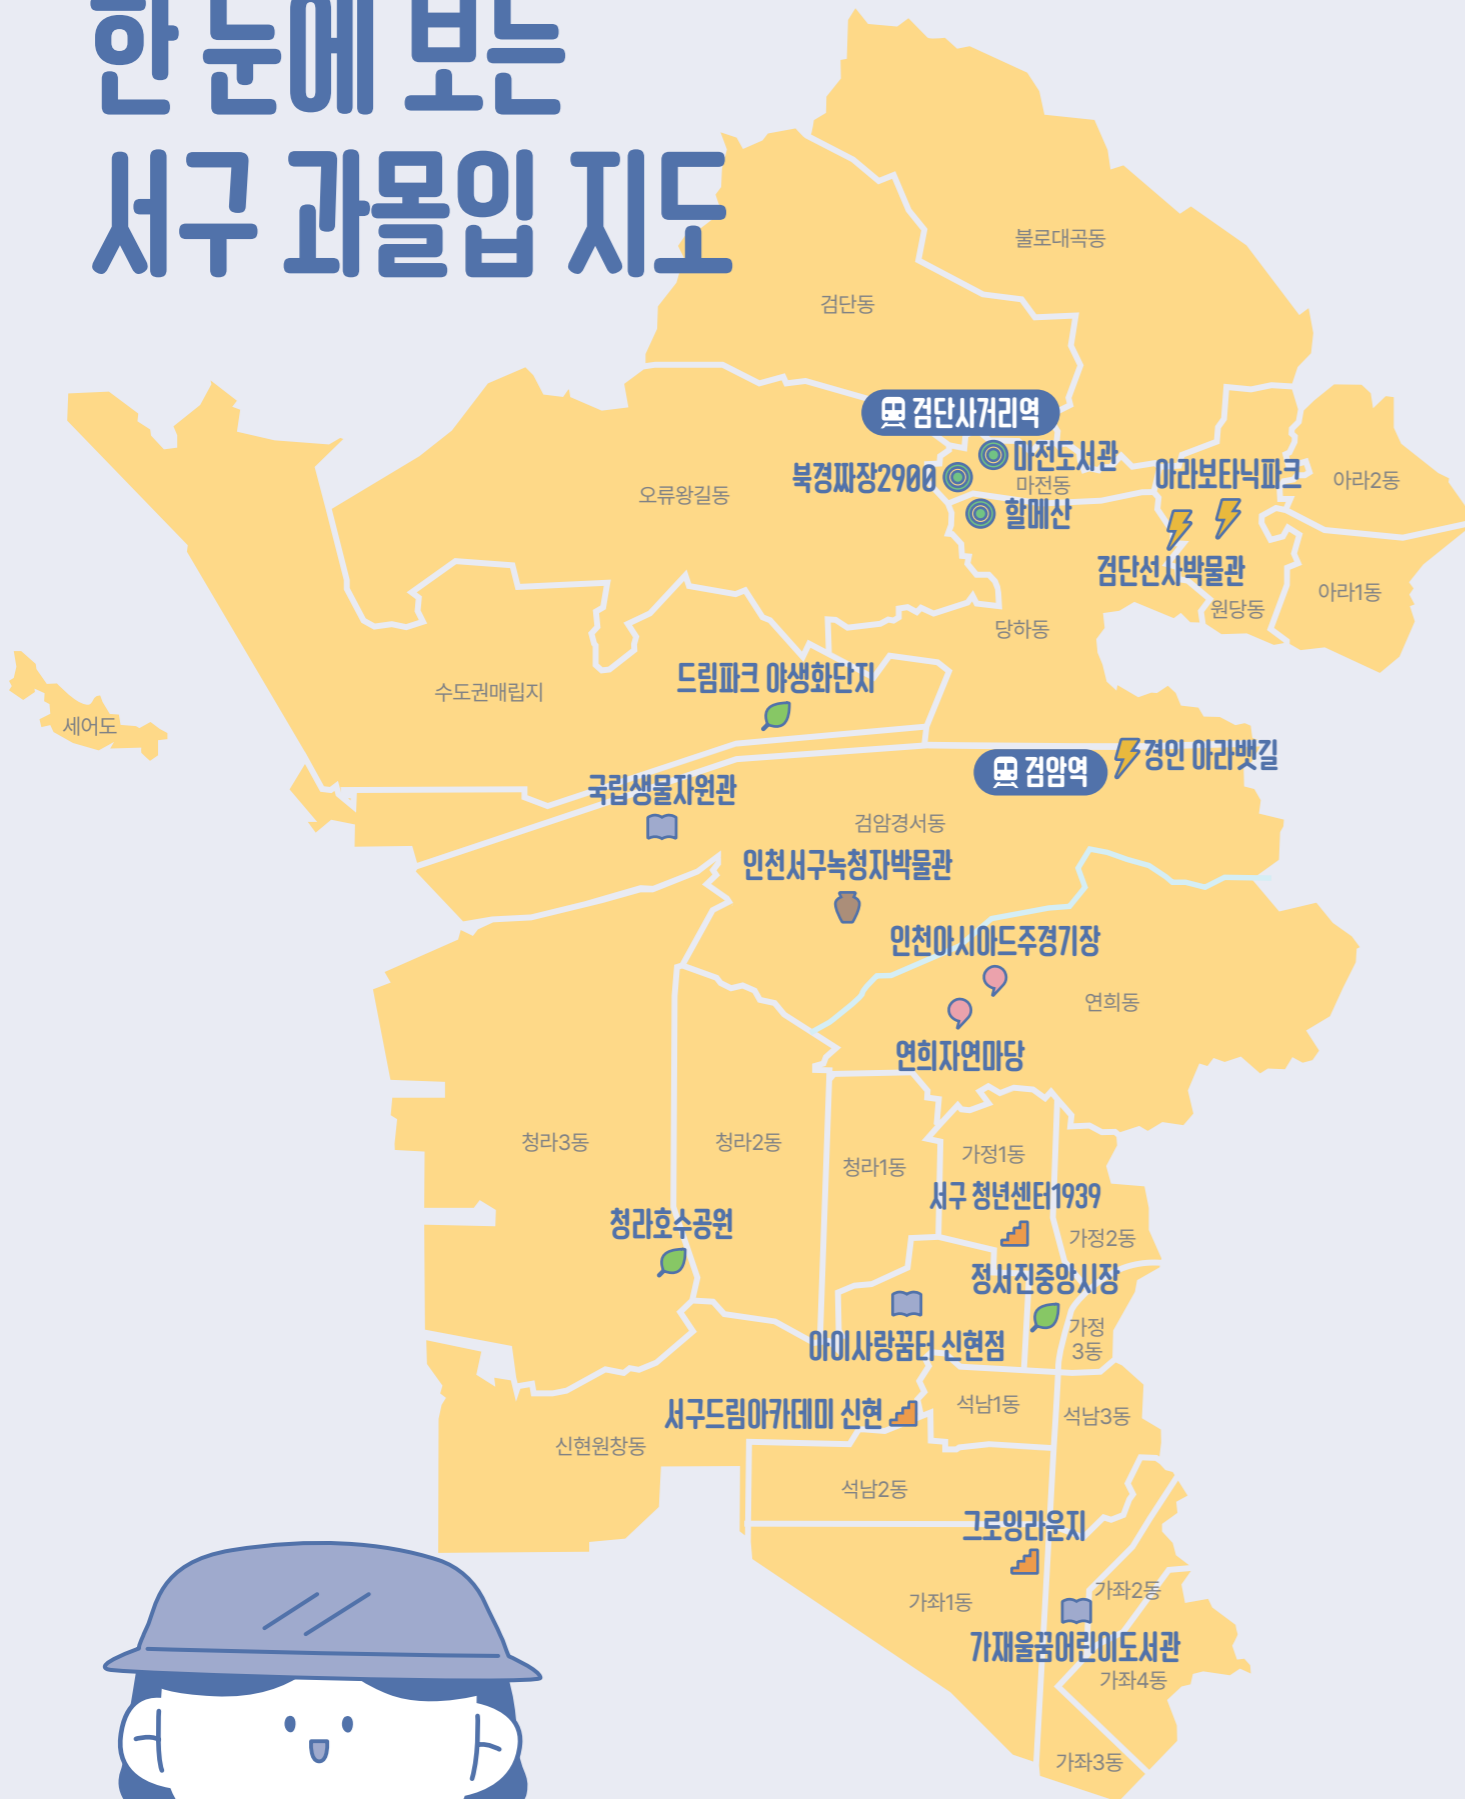 한 눈에 보는
서구 과몰입 지도
불로대곡동
검단동
검단사거리역
마전도서관
북경짜장2900
마전동
할메산
아라보타닉파크
아라2동
오류왕길동
검단선사박물관
아라1동
원당동
당하동
드림파크 야생화단지
수도권매립지
세어도
경인 아라뱃길
검암역
국립생물자원관
검암경서동
인천서구녹청자박물관
인천아시아드주경기장
연희동
연희자연마당
청라3동
청라2동
청라1동
가정1동
서구 청년센터1939
청라호수공원
가정2동
정서진중앙시장
가정
3동
아이사랑꿈터 신현점
석남1동
석남3동
서구드림아카데미 신현
신현원창동
석남2동
그로잉라운지
가좌2동
가좌1동
가재울꿈어린이도서관
가좌4동
가좌3동